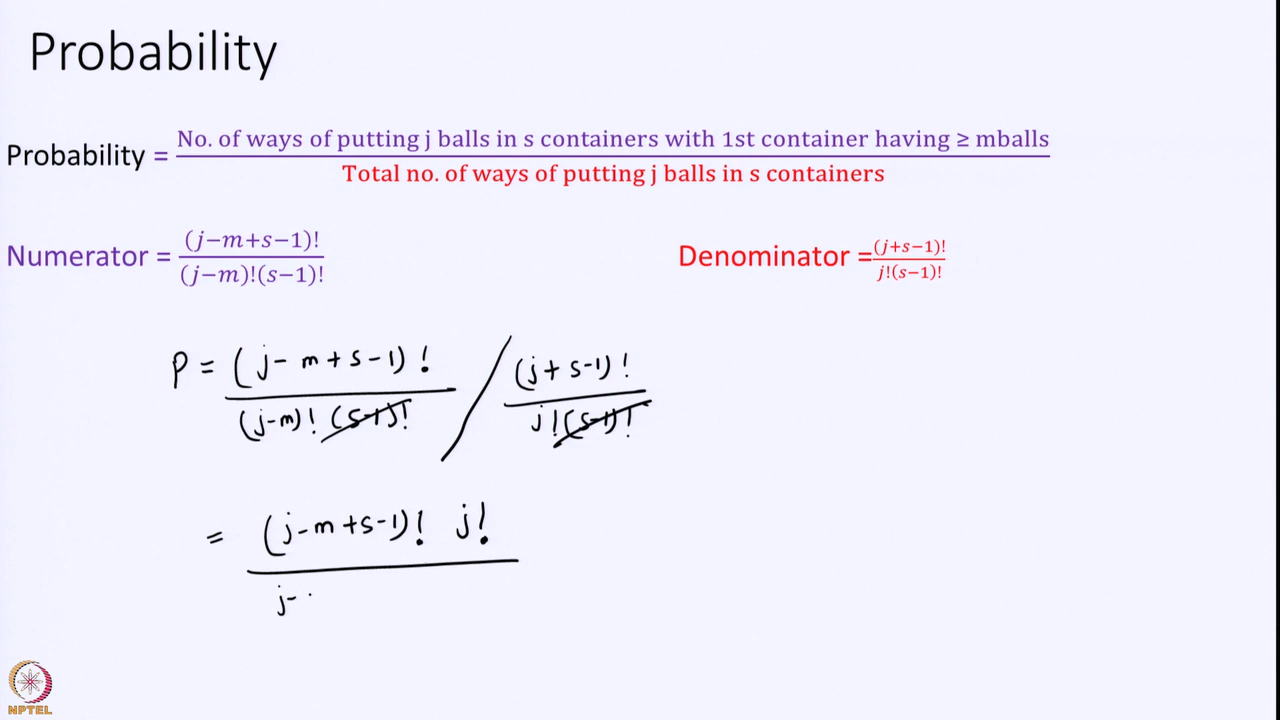 Probability
Probability = No. of ways of putting j balls in s containers with 1st container having ≥ mballs / Total no. of ways of putting j balls in s containers
Numerator = (j−m+s−1)! / (j−m)!(s−1)!
Denominator =(j+s−1)! / j!(s−1)!
P = (j-m+s-1)! / (j-m)! (s-1)! / (j+s-1)! / j!(s-1)!
= (j-m+s-1)! j!
j-
NPTEL